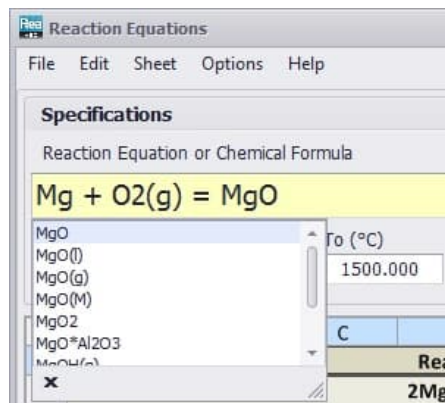 Rea
Reaction Equations
File Edit Sheet Options Help
Specifications
Reaction Equation or Chemical Formula
Mg + O2(g) = MgO
MgO
MgO(l)
MgO(g)
MgO(M)
MgO2
MgO*Al2O3
MgOH(g)
To (°C)
1500.000
C
Rea
2Mg